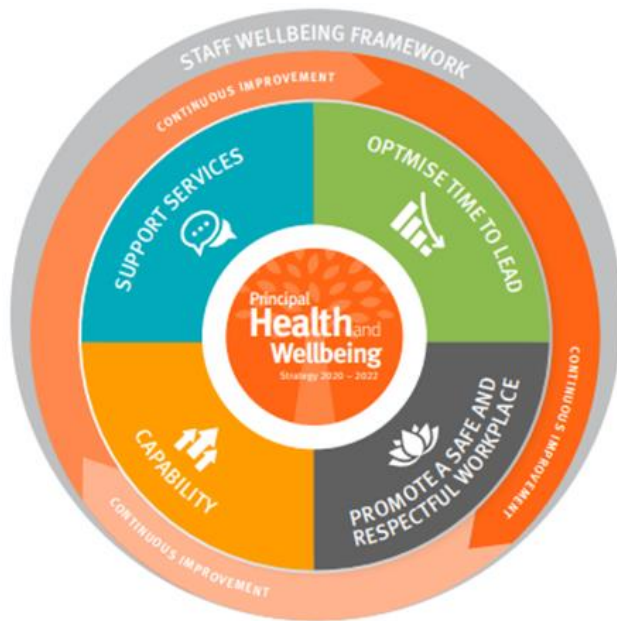 STAFF WELLBEING FRAMEWORK
CONTINUOUS IMPROVEMENT
SUPPORT SERVICES
OPTMISE TIME TO LEAD
Principal
Health and
Wellbeing
Strategy 2020 – 2022
CONTINUOUS IMPROVEMENT
CAPABILITY
PROMOTE A SAFE AND
RESPECTFUL WORKPLACE
CONTINUOUS IMPROVEMENT